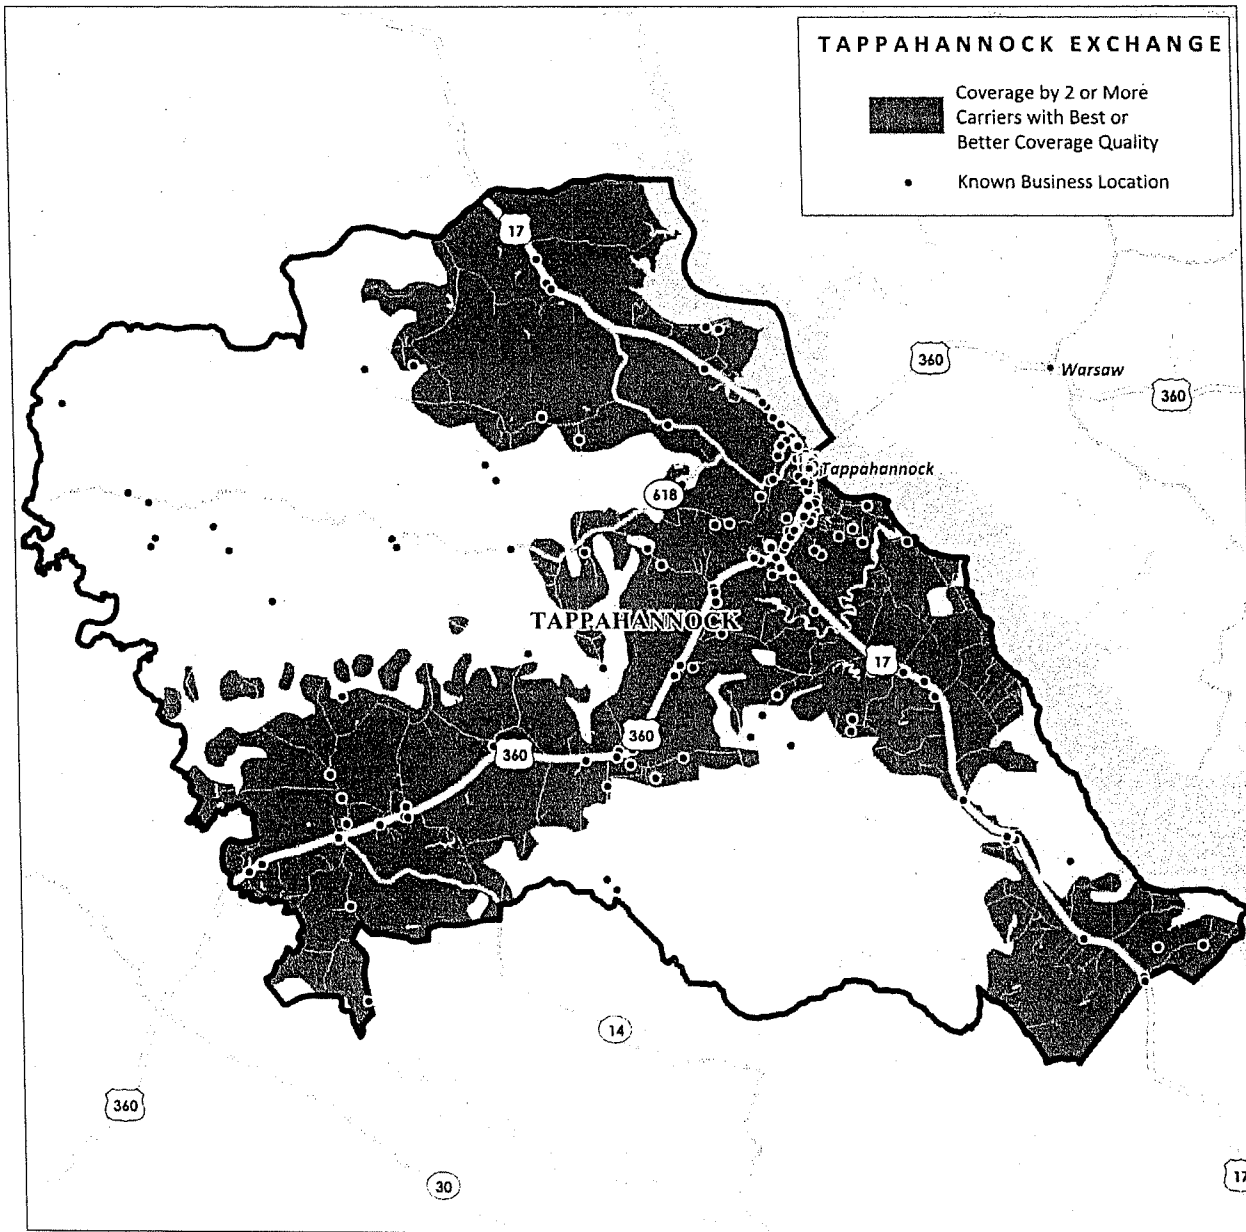 TAPPAHANNOCK EXCHANGE
Coverage by 2 or More
Carriers with Best or
Better Coverage Quality
Known Business Location
17
360
Warsaw
360
Tappahannock
618
TAPPAHANNOCK
17
360
360
14
360
30
17